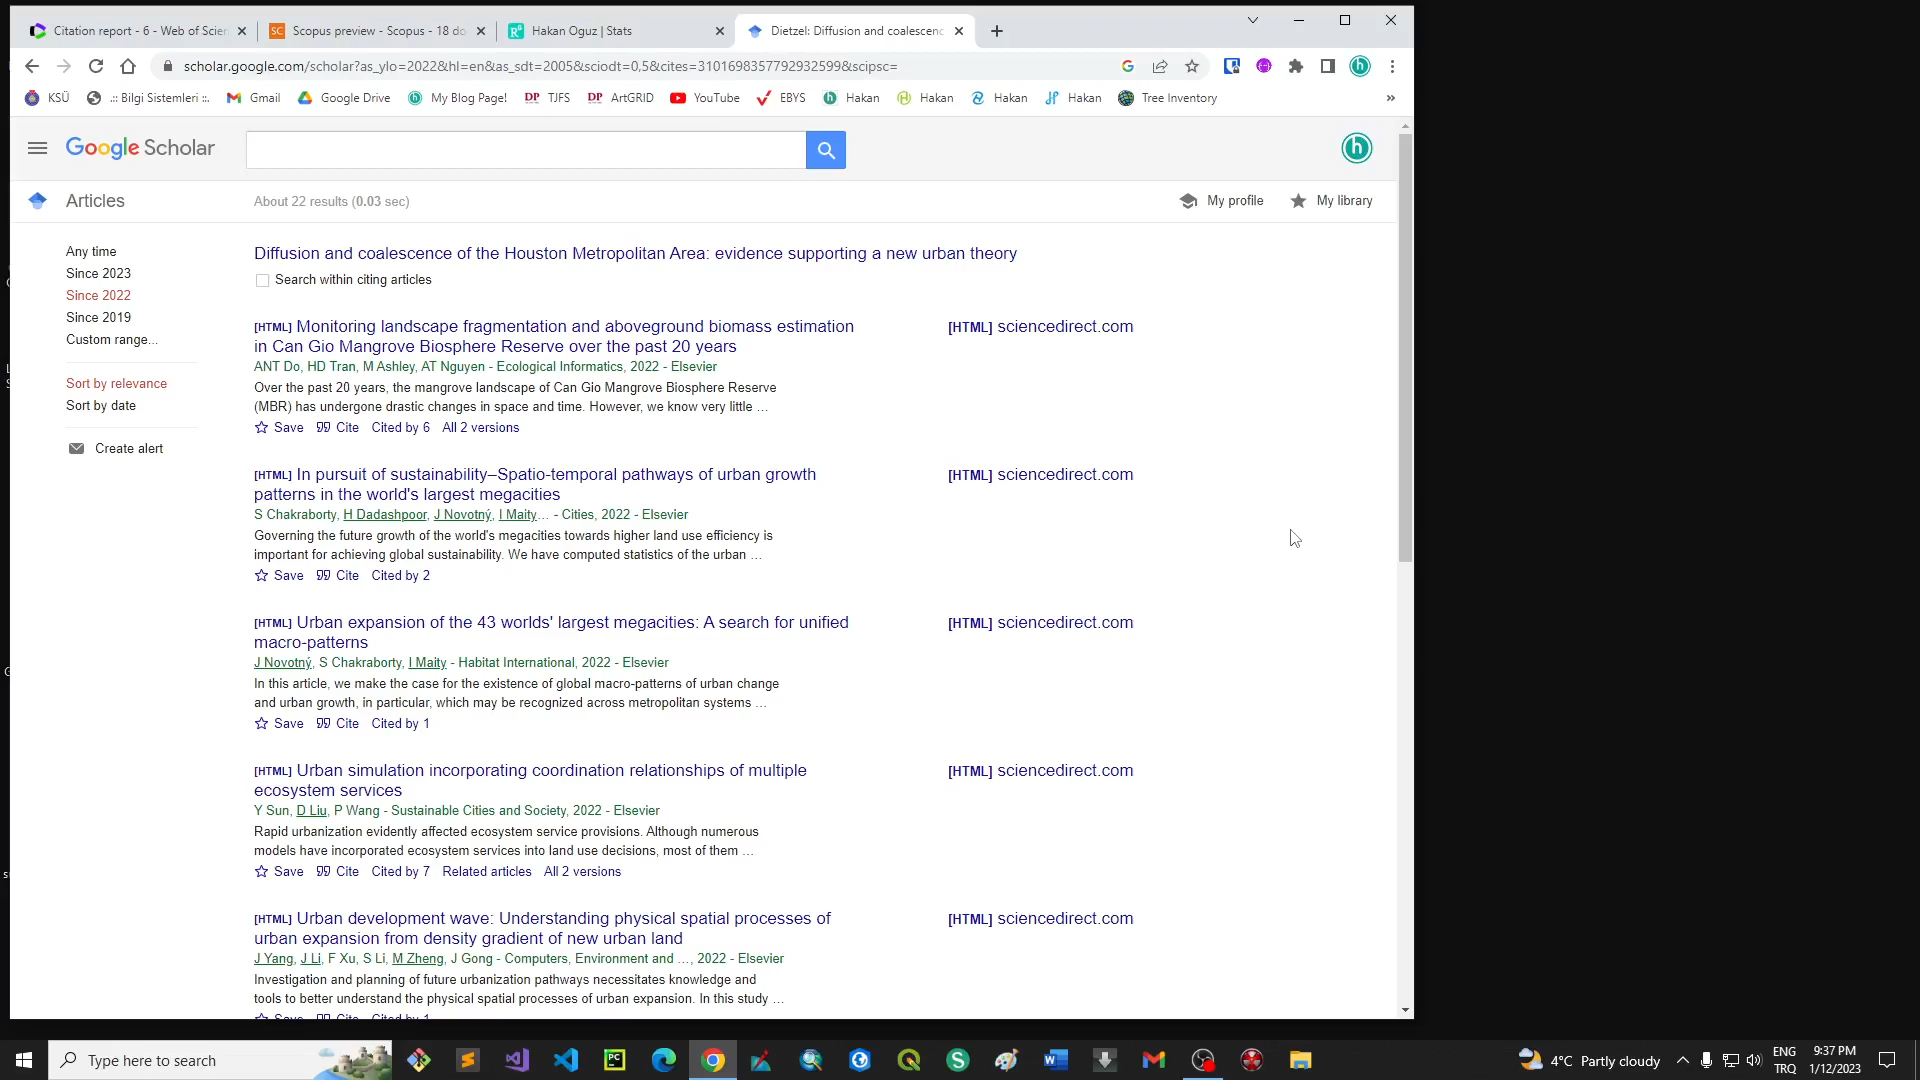 Citation report - 6 - Web of Scien
Scopus preview - Scopus - 18 do
Hakan Oguz | Stats
Dietzel: Diffusion and coalescenc
scholar.google.com/scholar?as_ylo=2022&hl=en&as_sdt=2005&sciodt=0,5&cites=3101698357792932599&scipsc=
KSÜ
.:: Bilgi Sistemleri ::.
Gmail
Google Drive
My Blog Page!
DP TJFS
DP ArtGRID
YouTube
EBYS
Hakan
Hakan
Hakan
Hakan
Tree Inventory
»
Google Scholar
Articles
About 22 results (0.03 sec)
My profile
My library
Any time
Since 2023
Since 2022
Since 2019
Custom range...
Sort by relevance
Sort by date
Create alert
Diffusion and coalescence of the Houston Metropolitan Area: evidence supporting a new urban theory
Search within citing articles
[HTML] Monitoring landscape fragmentation and aboveground biomass estimation
in Can Gio Mangrove Biosphere Reserve over the past 20 years
ANT Do, HD Tran, M Ashley, AT Nguyen - Ecological Informatics, 2022 - Elsevier
Over the past 20 years, the mangrove landscape of Can Gio Mangrove Biosphere Reserve
(MBR) has undergone drastic changes in space and time. However, we know very little …
Save Cite Cited by 6 All 2 versions
[HTML] sciencedirect.com
[HTML] In pursuit of sustainability–Spatio-temporal pathways of urban growth
patterns in the world's largest megacities
S Chakraborty, H Dadashpoor, J Novotný, I Maity… - Cities, 2022 - Elsevier
Governing the future growth of the world's megacities towards higher land use efficiency is
important for achieving global sustainability. We have computed statistics of the urban …
Save Cite Cited by 2
[HTML] sciencedirect.com
[HTML] Urban expansion of the 43 worlds' largest megacities: A search for unified
macro-patterns
J Novotný, S Chakraborty, I Maity - Habitat International, 2022 - Elsevier
In this article, we make the case for the existence of global macro-patterns of urban change
and urban growth, in particular, which may be recognized across metropolitan systems …
Save Cite Cited by 1
[HTML] sciencedirect.com
[HTML] Urban simulation incorporating coordination relationships of multiple
ecosystem services
Y Sun, D Liu, P Wang - Sustainable Cities and Society, 2022 - Elsevier
Rapid urbanization evidently affected ecosystem service provisions. Although numerous
models have incorporated ecosystem services into land use decisions, most of them …
Save Cite Cited by 7 Related articles All 2 versions
[HTML] sciencedirect.com
[HTML] Urban development wave: Understanding physical spatial processes of
urban expansion from density gradient of new urban land
J Yang, J Li, F Xu, S Li, M Zheng, J Gong - Computers, Environment and …, 2022 - Elsevier
Investigation and planning of future urbanization pathways necessitates knowledge and
tools to better understand the physical spatial processes of urban expansion. In this study …
Save Cite Cited by 1
[HTML] sciencedirect.com
Type here to search
4°C Partly cloudy
ENG
TRQ
9:37 PM
1/12/2023